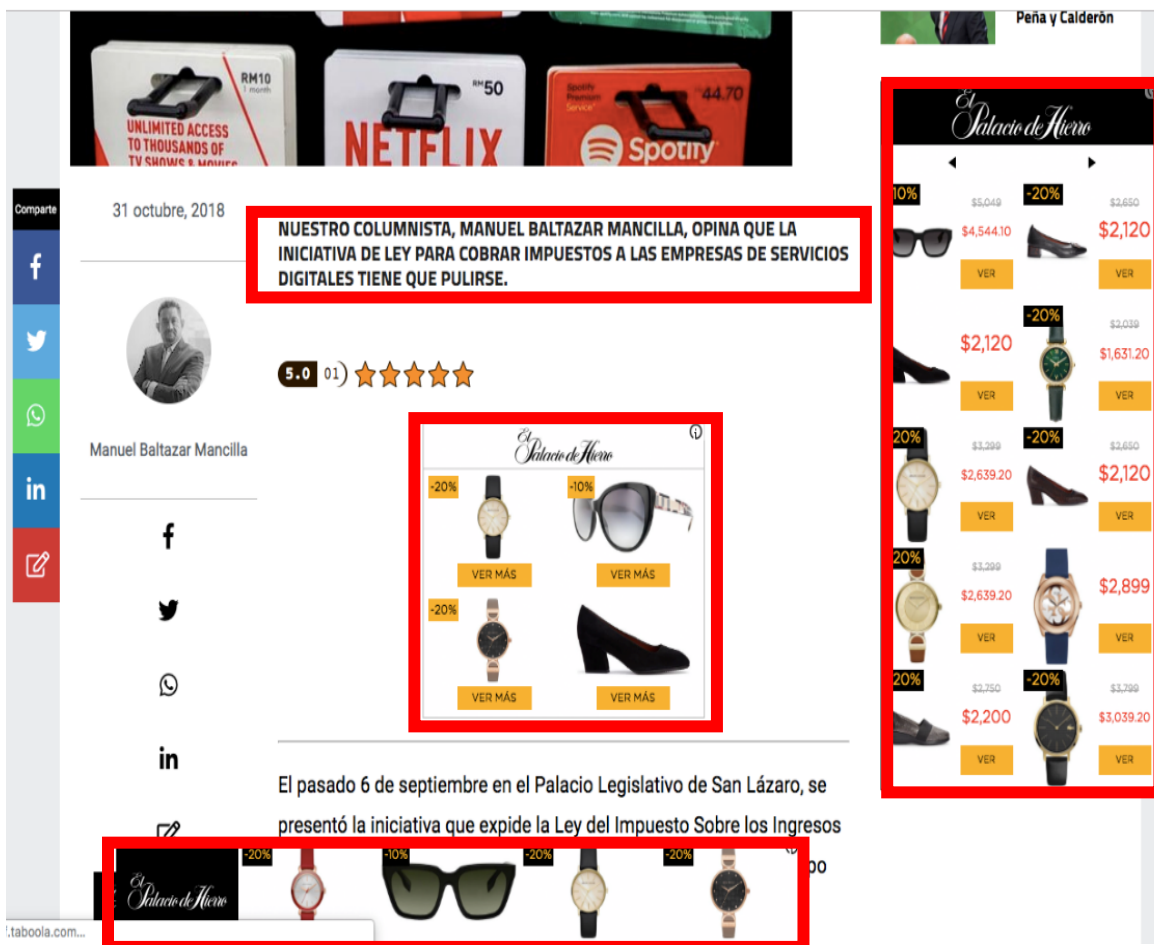 Peña y Calderón
RM10
1 month
UNLIMITED ACCESS
TO THOUSANDS OF
TV SHOWS & MOVIES
RM50
NETFLIX
Spotify
Premium
Service
44.70
Spotify
El
Palacio de Hierro
Comparte
31 octubre, 2018
NUESTRO COLUMNISTA, MANUEL BALTAZAR MANCILLA, OPINA QUE LA
INICIATIVA DE LEY PARA COBRAR IMPUESTOS A LAS EMPRESAS DE SERVICIOS
DIGITALES TIENE QUE PULIRSE.
5.0 01)
Manuel Baltazar Mancilla
El
Palacio de Hierro
-20% -10%
VER MÁS VER MÁS
-20%
VER MÁS VER MÁS
10% $5,049 -20% $2,650
$4,544.10 $2,120
VER VER
-20% $2,039
$2,120 $1,631.20
VER VER
20% $3,299 -20% $2,650
$2,639.20 $2,120
VER VER
20% $3,299
$2,639.20 $2,899
VER VER
20% $2,750 -20% $3,799
$2,200 $3,039.20
VER VER
El pasado 6 de septiembre en el Palacio Legislativo de San Lázaro, se
presentó la iniciativa que expide la Ley del Impuesto Sobre los Ingresos
-20% -10% -20% -20%
El
Palacio de Hierro
f.taboola.com...